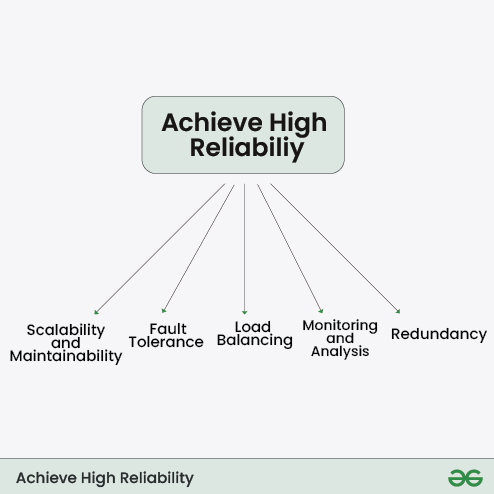 Achieve High
Reliabiliy
Scalability
and
Maintainability
Fault
Tolerance
Load
Balancing
Monitoring
and
Analysis
Redundancy
Achieve High Reliability